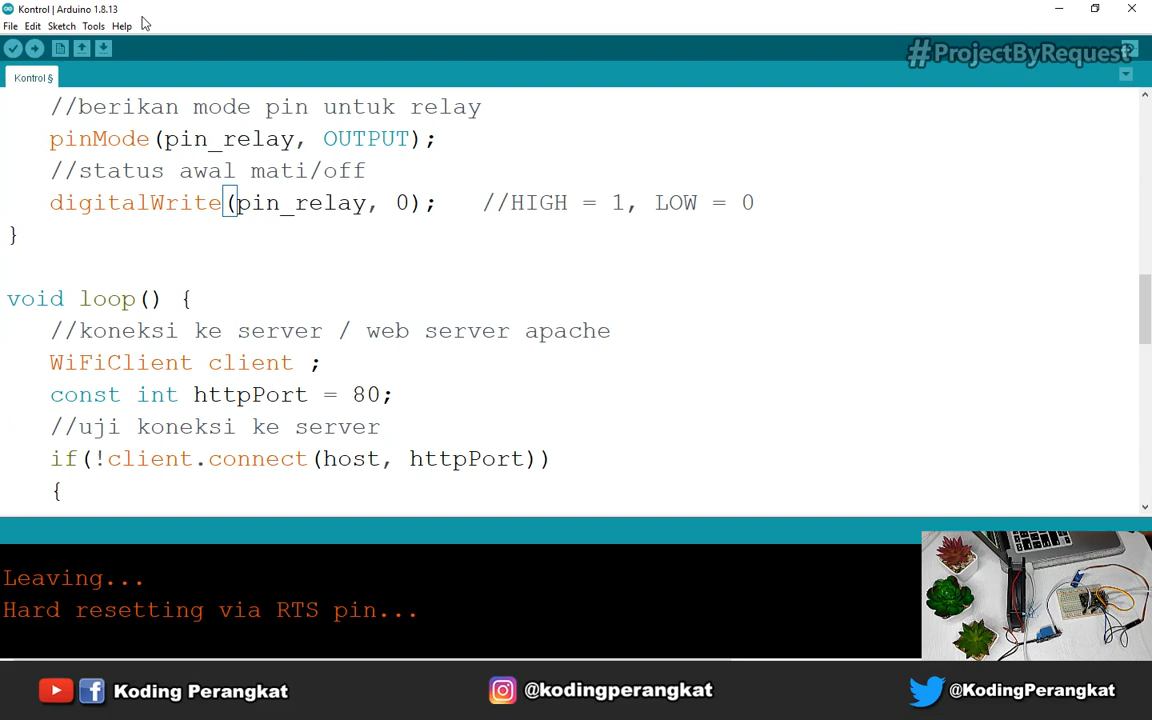 Kontrol | Arduino 1.8.13
File Edit Sketch Tools Help
#ProjectByRequest
Kontrol §
//berikan mode pin untuk relay
pinMode(pin_relay, OUTPUT);
//status awal mati/off
digitalWrite(pin_relay, 0); //HIGH = 1, LOW = 0
}
void loop() {
//koneksi ke server / web server apache
WiFiClient client ;
const int httpPort = 80;
//uji koneksi ke server
if(!client.connect(host, httpPort))
{
Leaving...
Hard resetting via RTS pin...
Koding Perangkat @kodingperangkat @KodingPerangkat